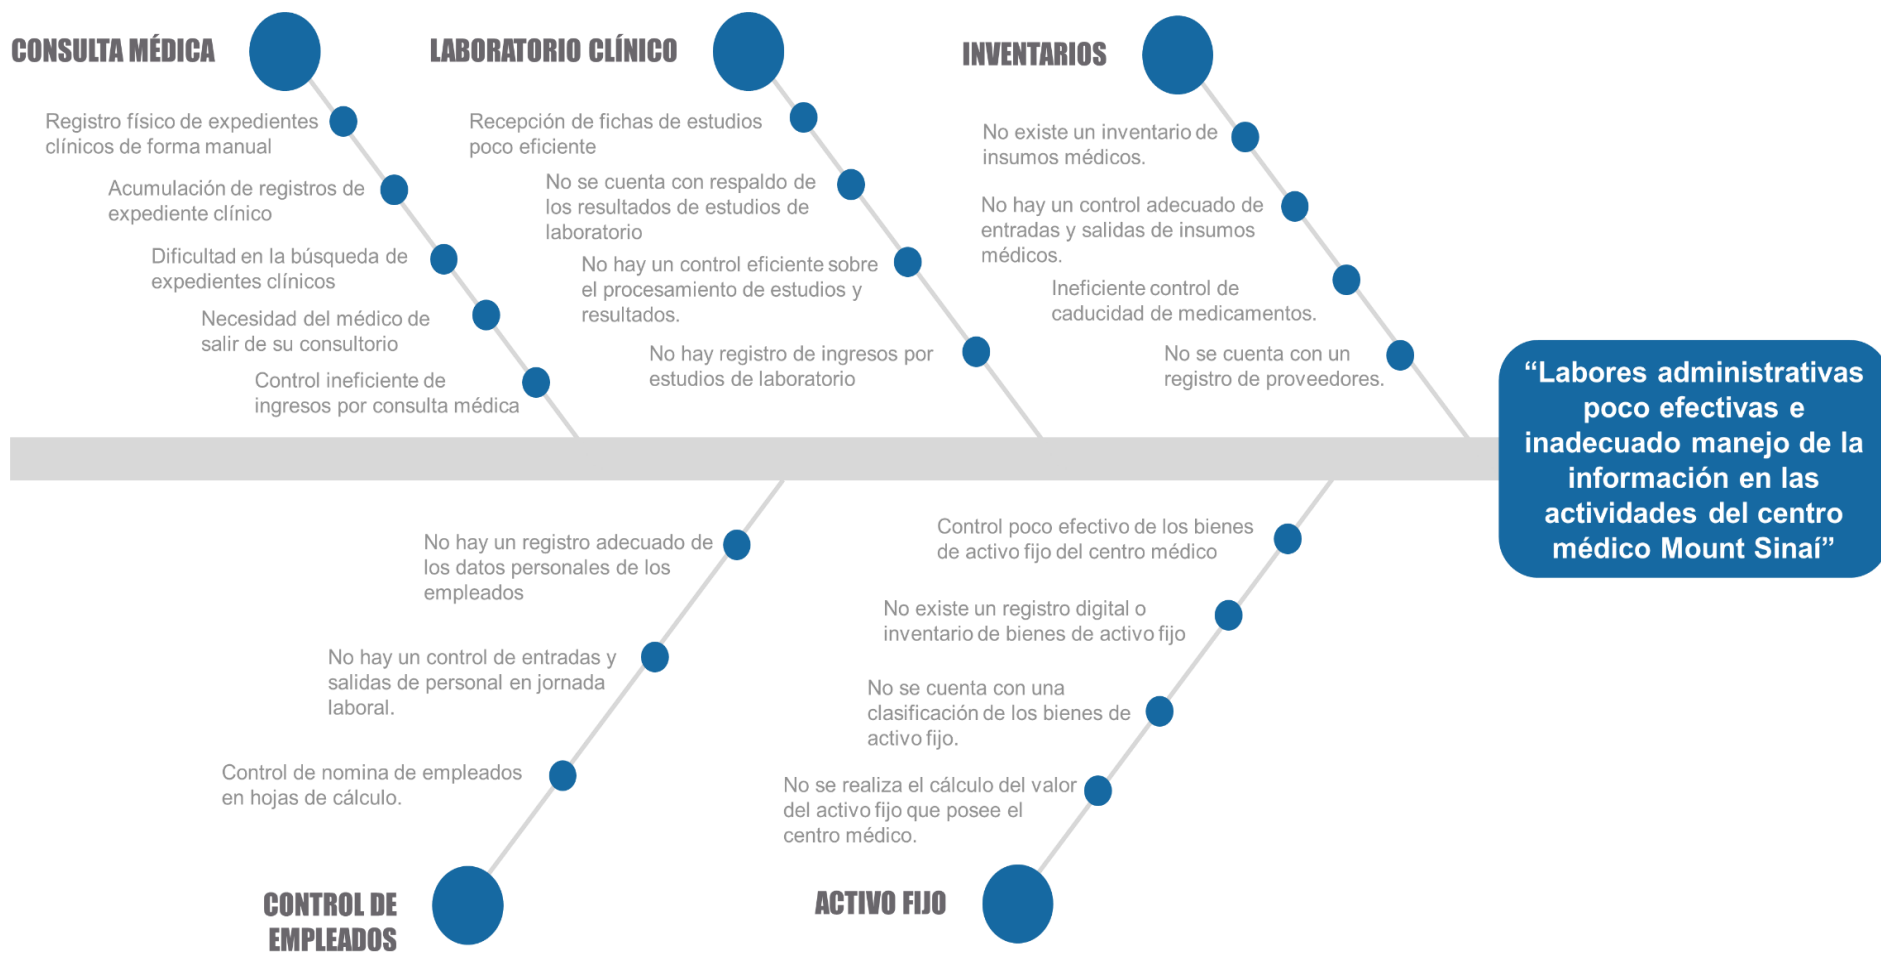 CONSULTA MÉDICA
Registro físico de expedientes
clínicos de forma manual
Acumulación de registros de
expediente clínico
Dificultad en la búsqueda de
expedientes clínicos
Necesidad del médico de
salir de su consultorio
Control ineficiente de
ingresos por consulta médica
LABORATORIO CLÍNICO
Recepción de fichas de estudios
poco eficiente
No se cuenta con respaldo de
los resultados de estudios de
laboratorio
No hay un control eficiente sobre
el procesamiento de estudios y
resultados.
No hay registro de ingresos por
estudios de laboratorio
INVENTARIOS
No existe un inventario de
insumos médicos.
No hay un control adecuado de
entradas y salidas de insumos
médicos.
Ineficiente control de
caducidad de medicamentos.
No se cuenta con un
registro de proveedores.
“Labores administrativas
poco efectivas e
inadecuado manejo de la
información en las
actividades del centro
médico Mount Sinaí”
No hay un registro adecuado de
los datos personales de los
empleados
No hay un control de entradas y
salidas de personal en jornada
laboral.
Control de nomina de empleados
en hojas de cálculo.
CONTROL DE
EMPLEADOS
Control poco efectivo de los bienes
de activo fijo del centro médico
No existe un registro digital o
inventario de bienes de activo fijo
No se cuenta con una
clasificación de los bienes de
activo fijo.
No se realiza el cálculo del valor
del activo fijo que posee el
centro médico.
ACTIVO FIJO